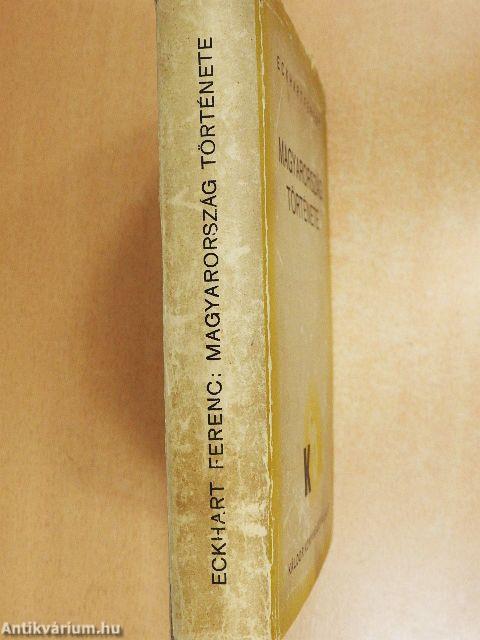 ECKHART FERENC: MAGYARORSZÁG TÖRTÉNETE
MAGYARORSZÁG
TÖRTÉNETE
K
Antikvárium.hu